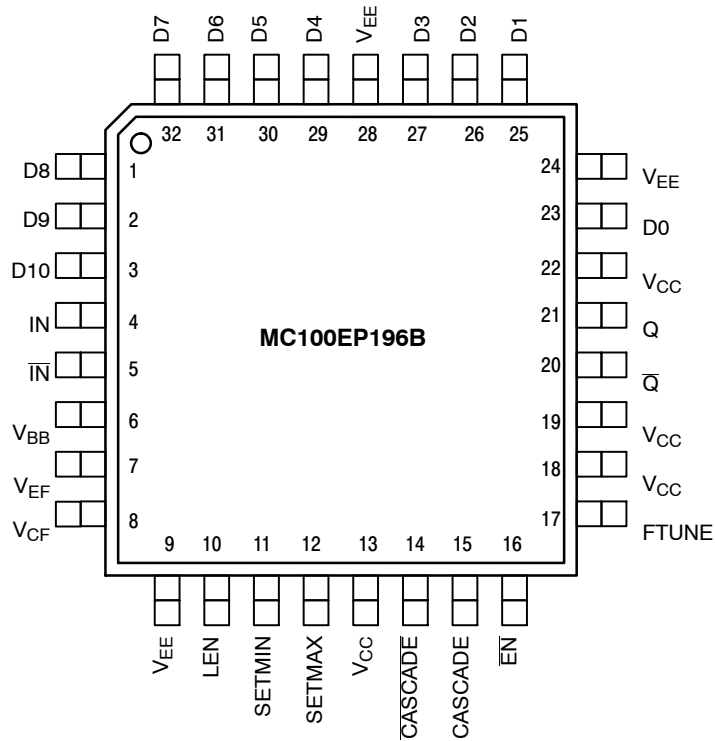 D7 D6 D5 D4 VEE D3 D2 D1
32 31 30 29 28 27 26 25
D8 1 24 VEE
D9 2 23 D0
D10 3 22 VCC
IN 4 21 Q
MC100EP196B
I̅N̅ 5 20 Q̅
VBB 6 19 VCC
VEF 7 18 VCC
VCF 8 17 FTUNE
9 10 11 12 13 14 15 16
VEE LEN SETMIN SETMAX VCC C̅A̅S̅C̅A̅D̅E̅ CASCADE E̅N̅